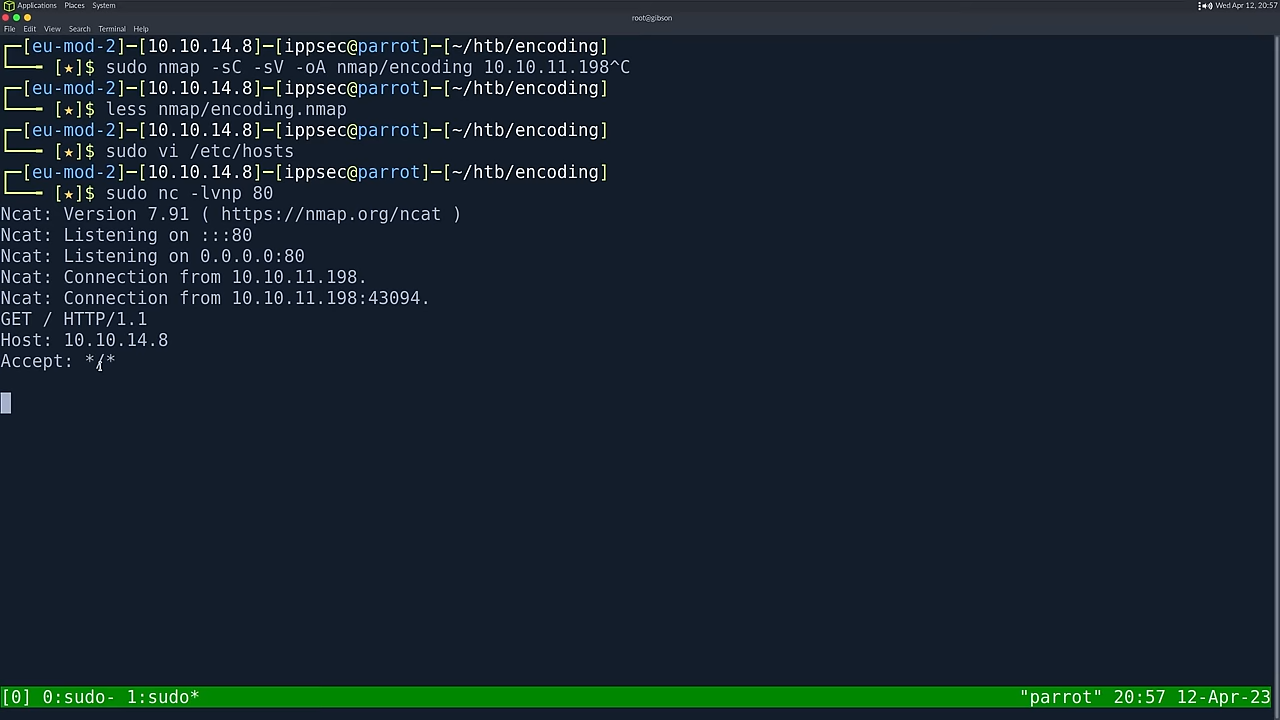 Applications Places System
Wed Apr 12, 20:57
root@gibson
File Edit View Search Terminal Help
┌─[eu-mod-2]─[10.10.14.8]─[ippsec@parrot]─[~/htb/encoding]
└──╼ [★]$ sudo nmap -sC -sV -oA nmap/encoding 10.10.11.198^C
┌─[eu-mod-2]─[10.10.14.8]─[ippsec@parrot]─[~/htb/encoding]
└──╼ [★]$ less nmap/encoding.nmap
┌─[eu-mod-2]─[10.10.14.8]─[ippsec@parrot]─[~/htb/encoding]
└──╼ [★]$ sudo vi /etc/hosts
┌─[eu-mod-2]─[10.10.14.8]─[ippsec@parrot]─[~/htb/encoding]
└──╼ [★]$ sudo nc -lvnp 80
Ncat: Version 7.91 ( https://nmap.org/ncat )
Ncat: Listening on :::80
Ncat: Listening on 0.0.0.0:80
Ncat: Connection from 10.10.11.198.
Ncat: Connection from 10.10.11.198:43094.
GET / HTTP/1.1
Host: 10.10.14.8
Accept: */*
[0] 0:sudo- 1:sudo* "parrot" 20:57 12-Apr-23